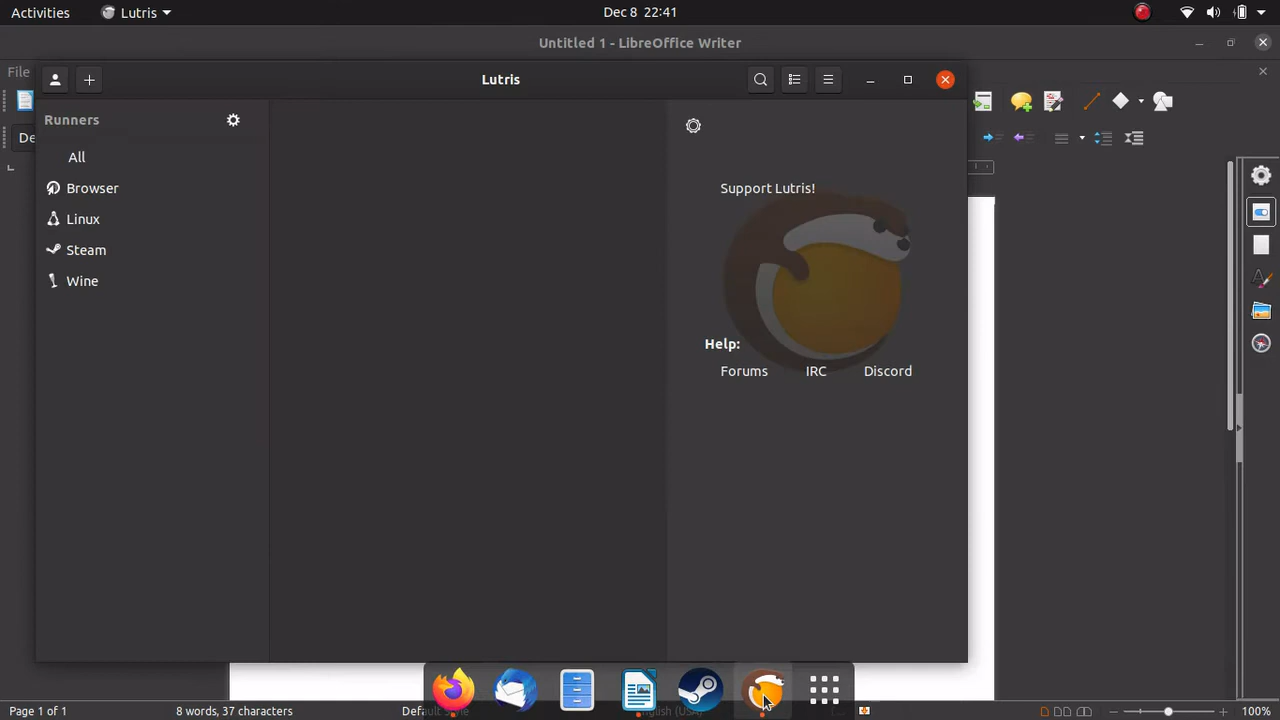 Activities Lutris Dec 8 22:41
Untitled 1 - LibreOffice Writer
File
Lutris
Runners
All
Browser
Linux
Steam
Wine
Support Lutris!
Help:
Forums IRC Discord
Page 1 of 1 8 words, 37 characters 100%